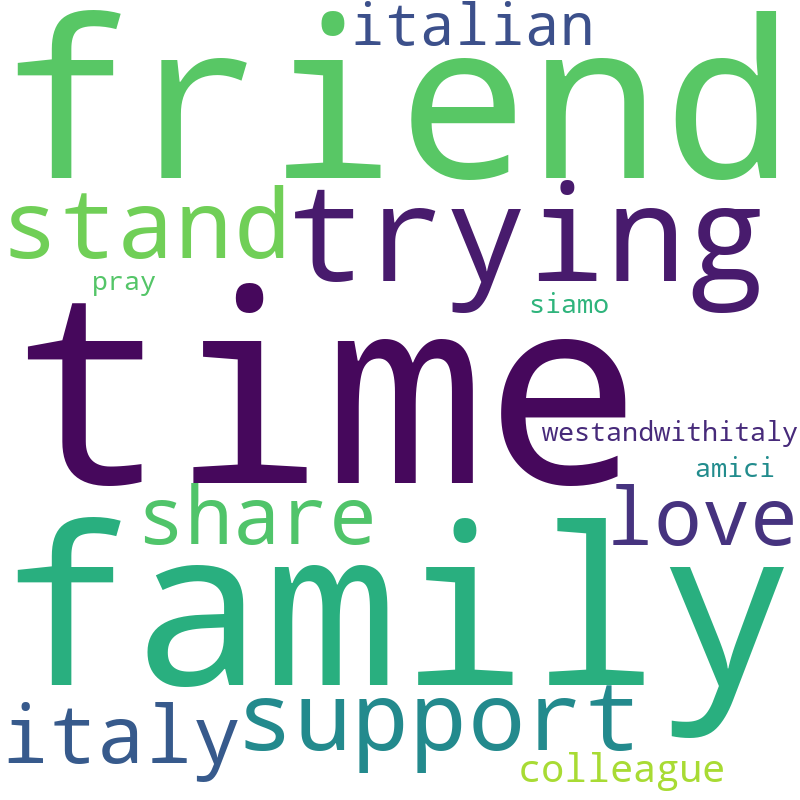 italian
friend
stand
trying
pray
siamo
time
westandwithitaly
amici
share
love
family
italy
support
colleague